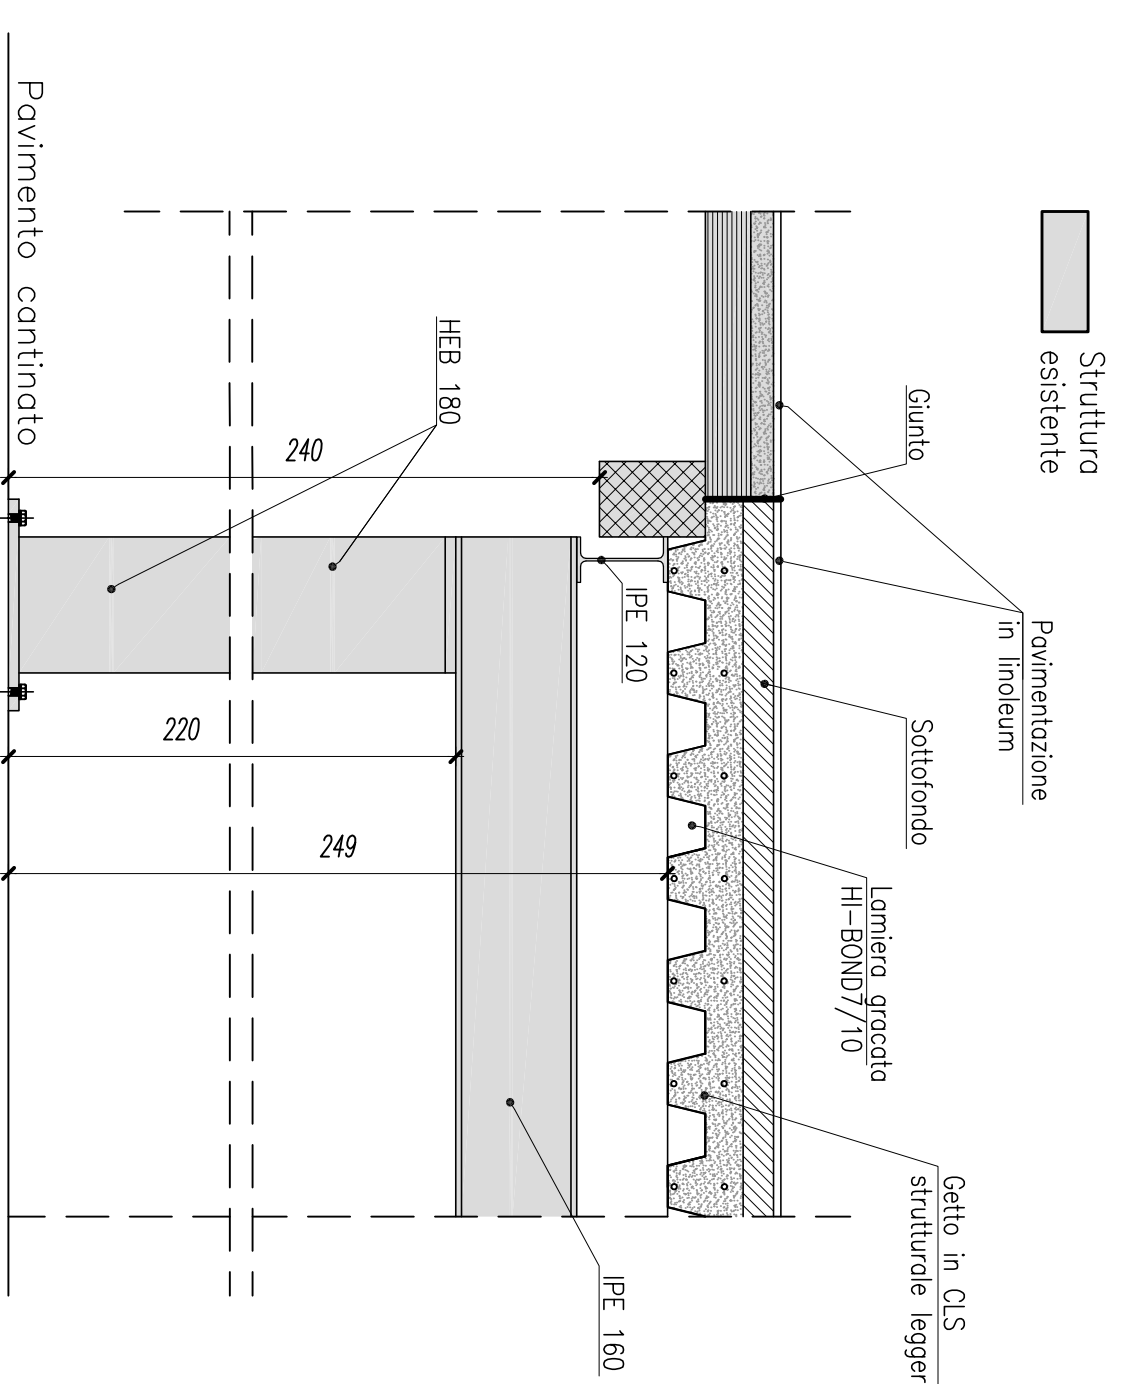 Struttura
esistente
Giunto
Pavimentazione
in linoleum
Sottofondo
Lamiera gracata
HI-BOND7/10
Getto in CLS
strutturale legger
HEB 180
IPE 120
IPE 160
240
220
249
Pavimento cantinato